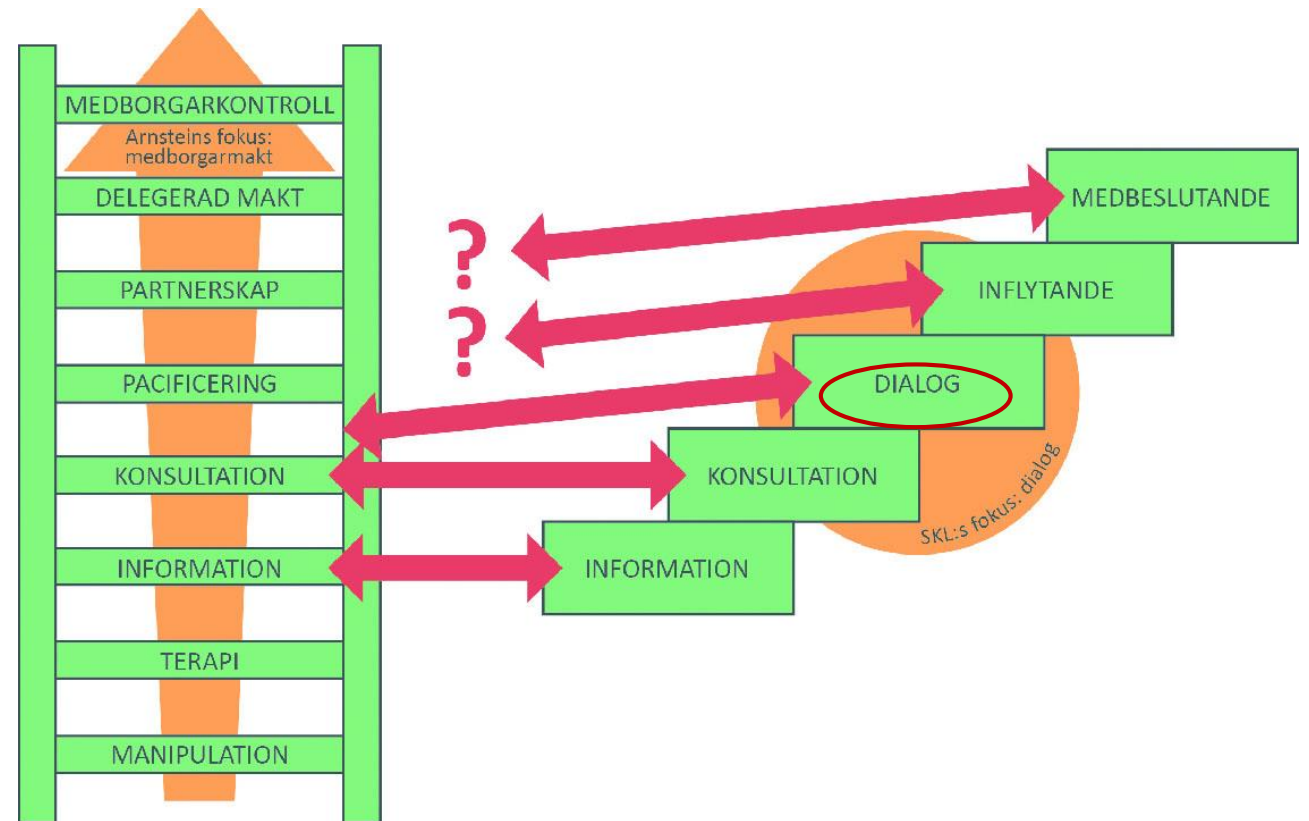 MEDBORGARKONTROLL
Arnsteins fokus:
medborgarmakt
DELEGERAD MAKT
PARTNERSKAP
PACIFICERING
KONSULTATION
INFORMATION
TERAPI
MANIPULATION
?
?
MEDBESLUTANDE
INFLYTANDE
DIALOG
KONSULTATION
INFORMATION
SKL:s fokus: dialog